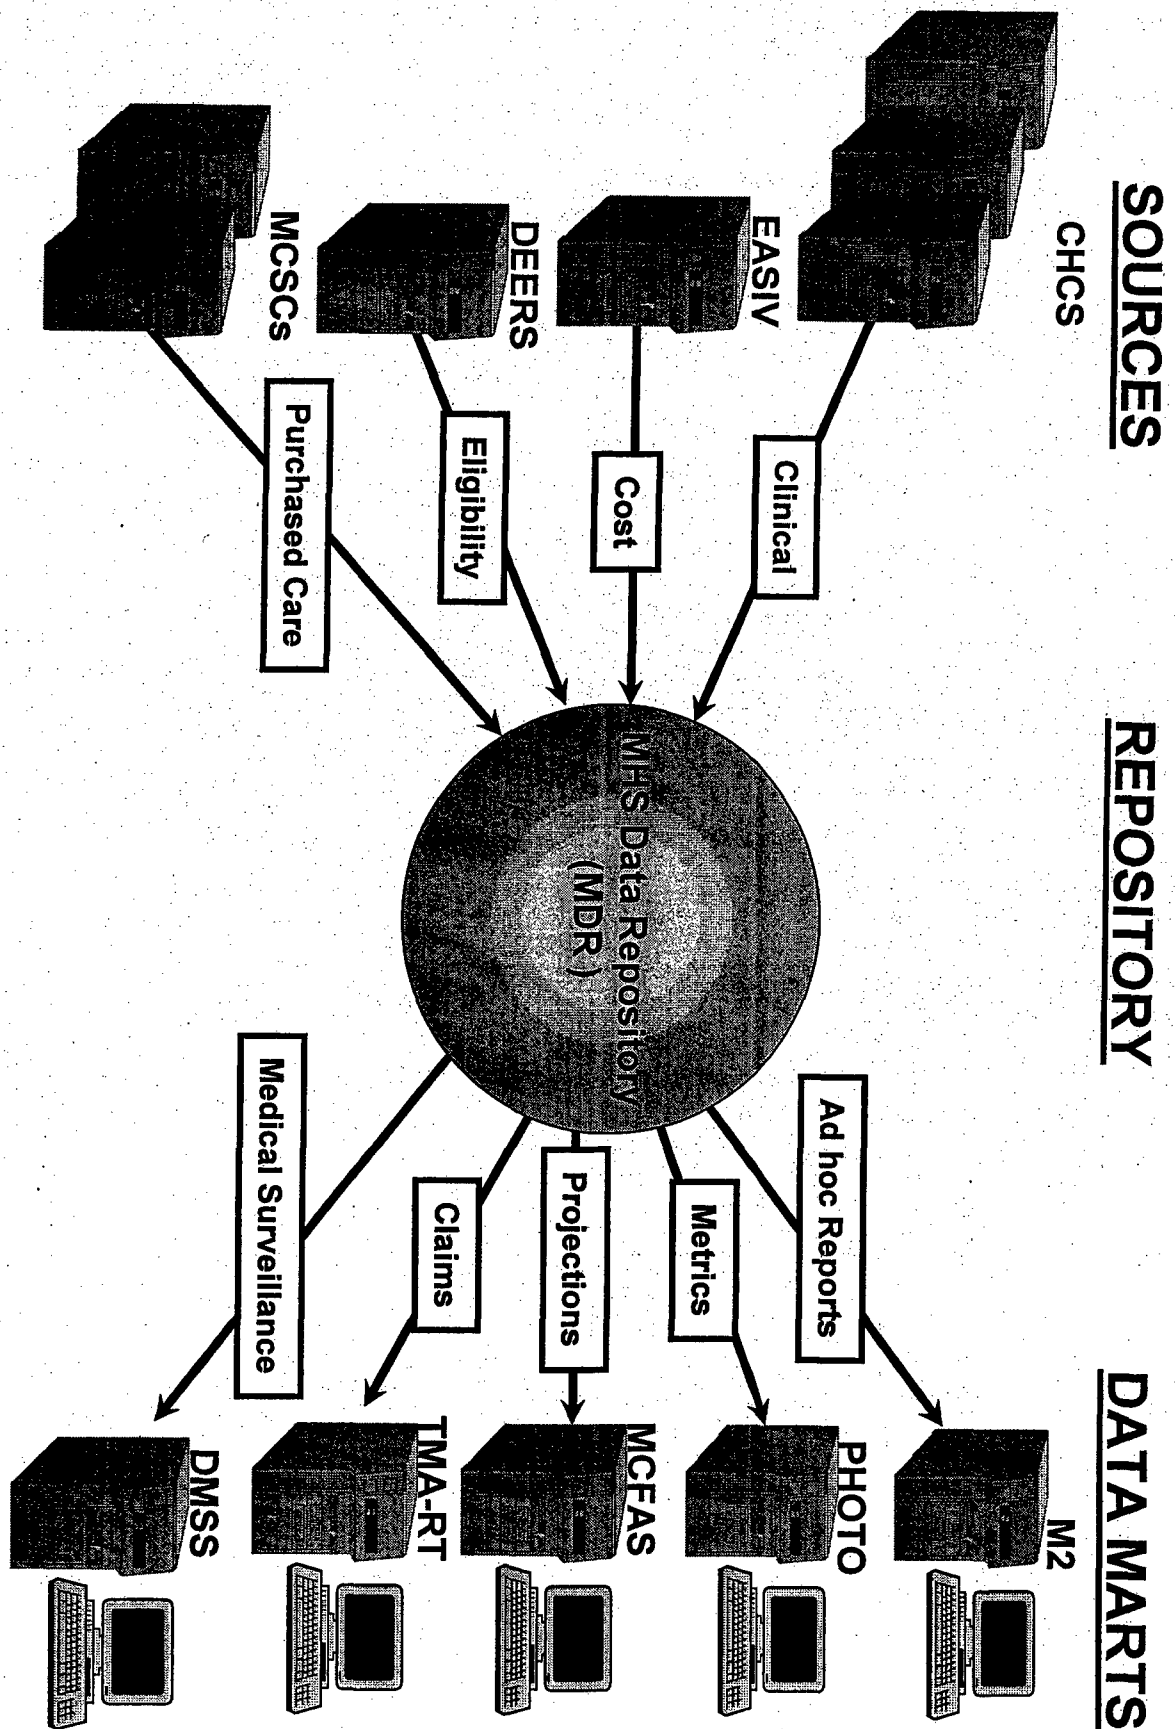 SOURCES
REPOSITORY
DATA MARTS
CHCS
EASIV
DEERS
MCSCs
Clinical
Cost
Eligibility
Purchased Care
MHS Data Repository
(MDR)
Ad hoc Reports
Metrics
Projections
Claims
Medical Surveillance
M2
PHOTO
MCFAS
TMA-RT
DMSS